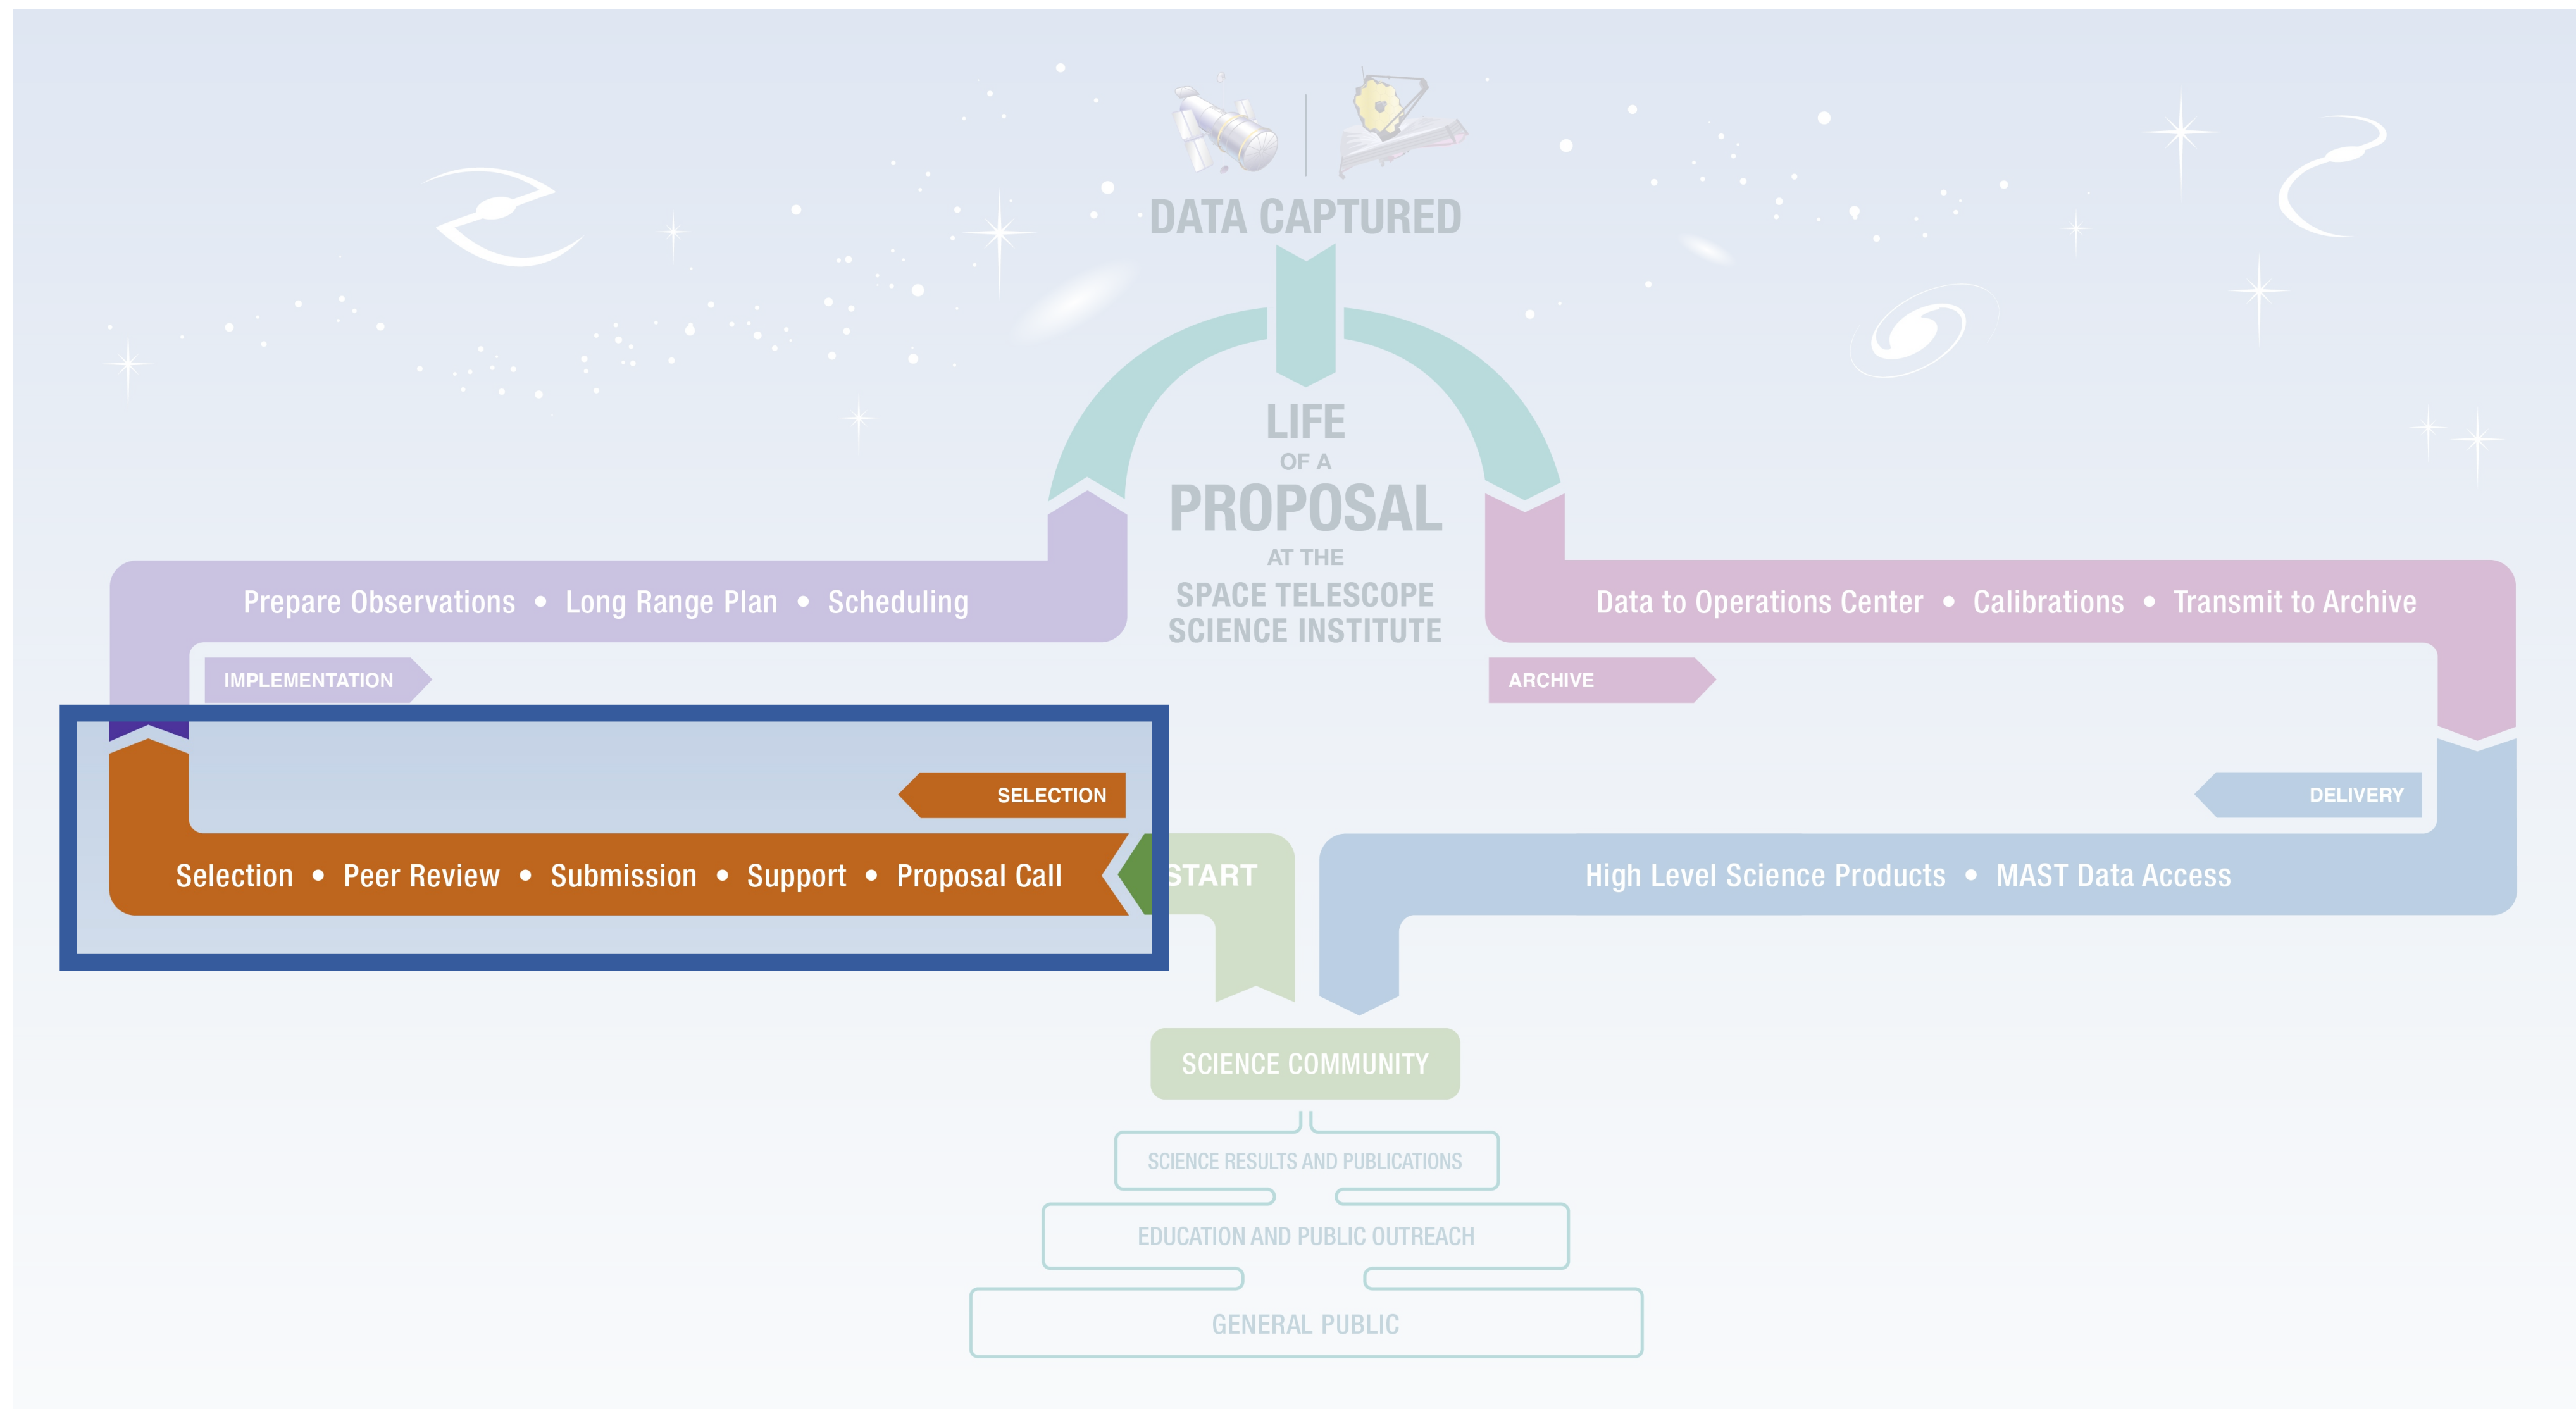 DATA CAPTURED
LIFE
OF A
PROPOSAL
AT THE
SPACE TELESCOPE
SCIENCE INSTITUTE
Prepare Observations • Long Range Plan • Scheduling
IMPLEMENTATION
Data to Operations Center • Calibrations • Transmit to Archive
ARCHIVE
SELECTION
Selection • Peer Review • Submission • Support • Proposal Call
START
DELIVERY
High Level Science Products • MAST Data Access
SCIENCE COMMUNITY
SCIENCE RESULTS AND PUBLICATIONS
EDUCATION AND PUBLIC OUTREACH
GENERAL PUBLIC